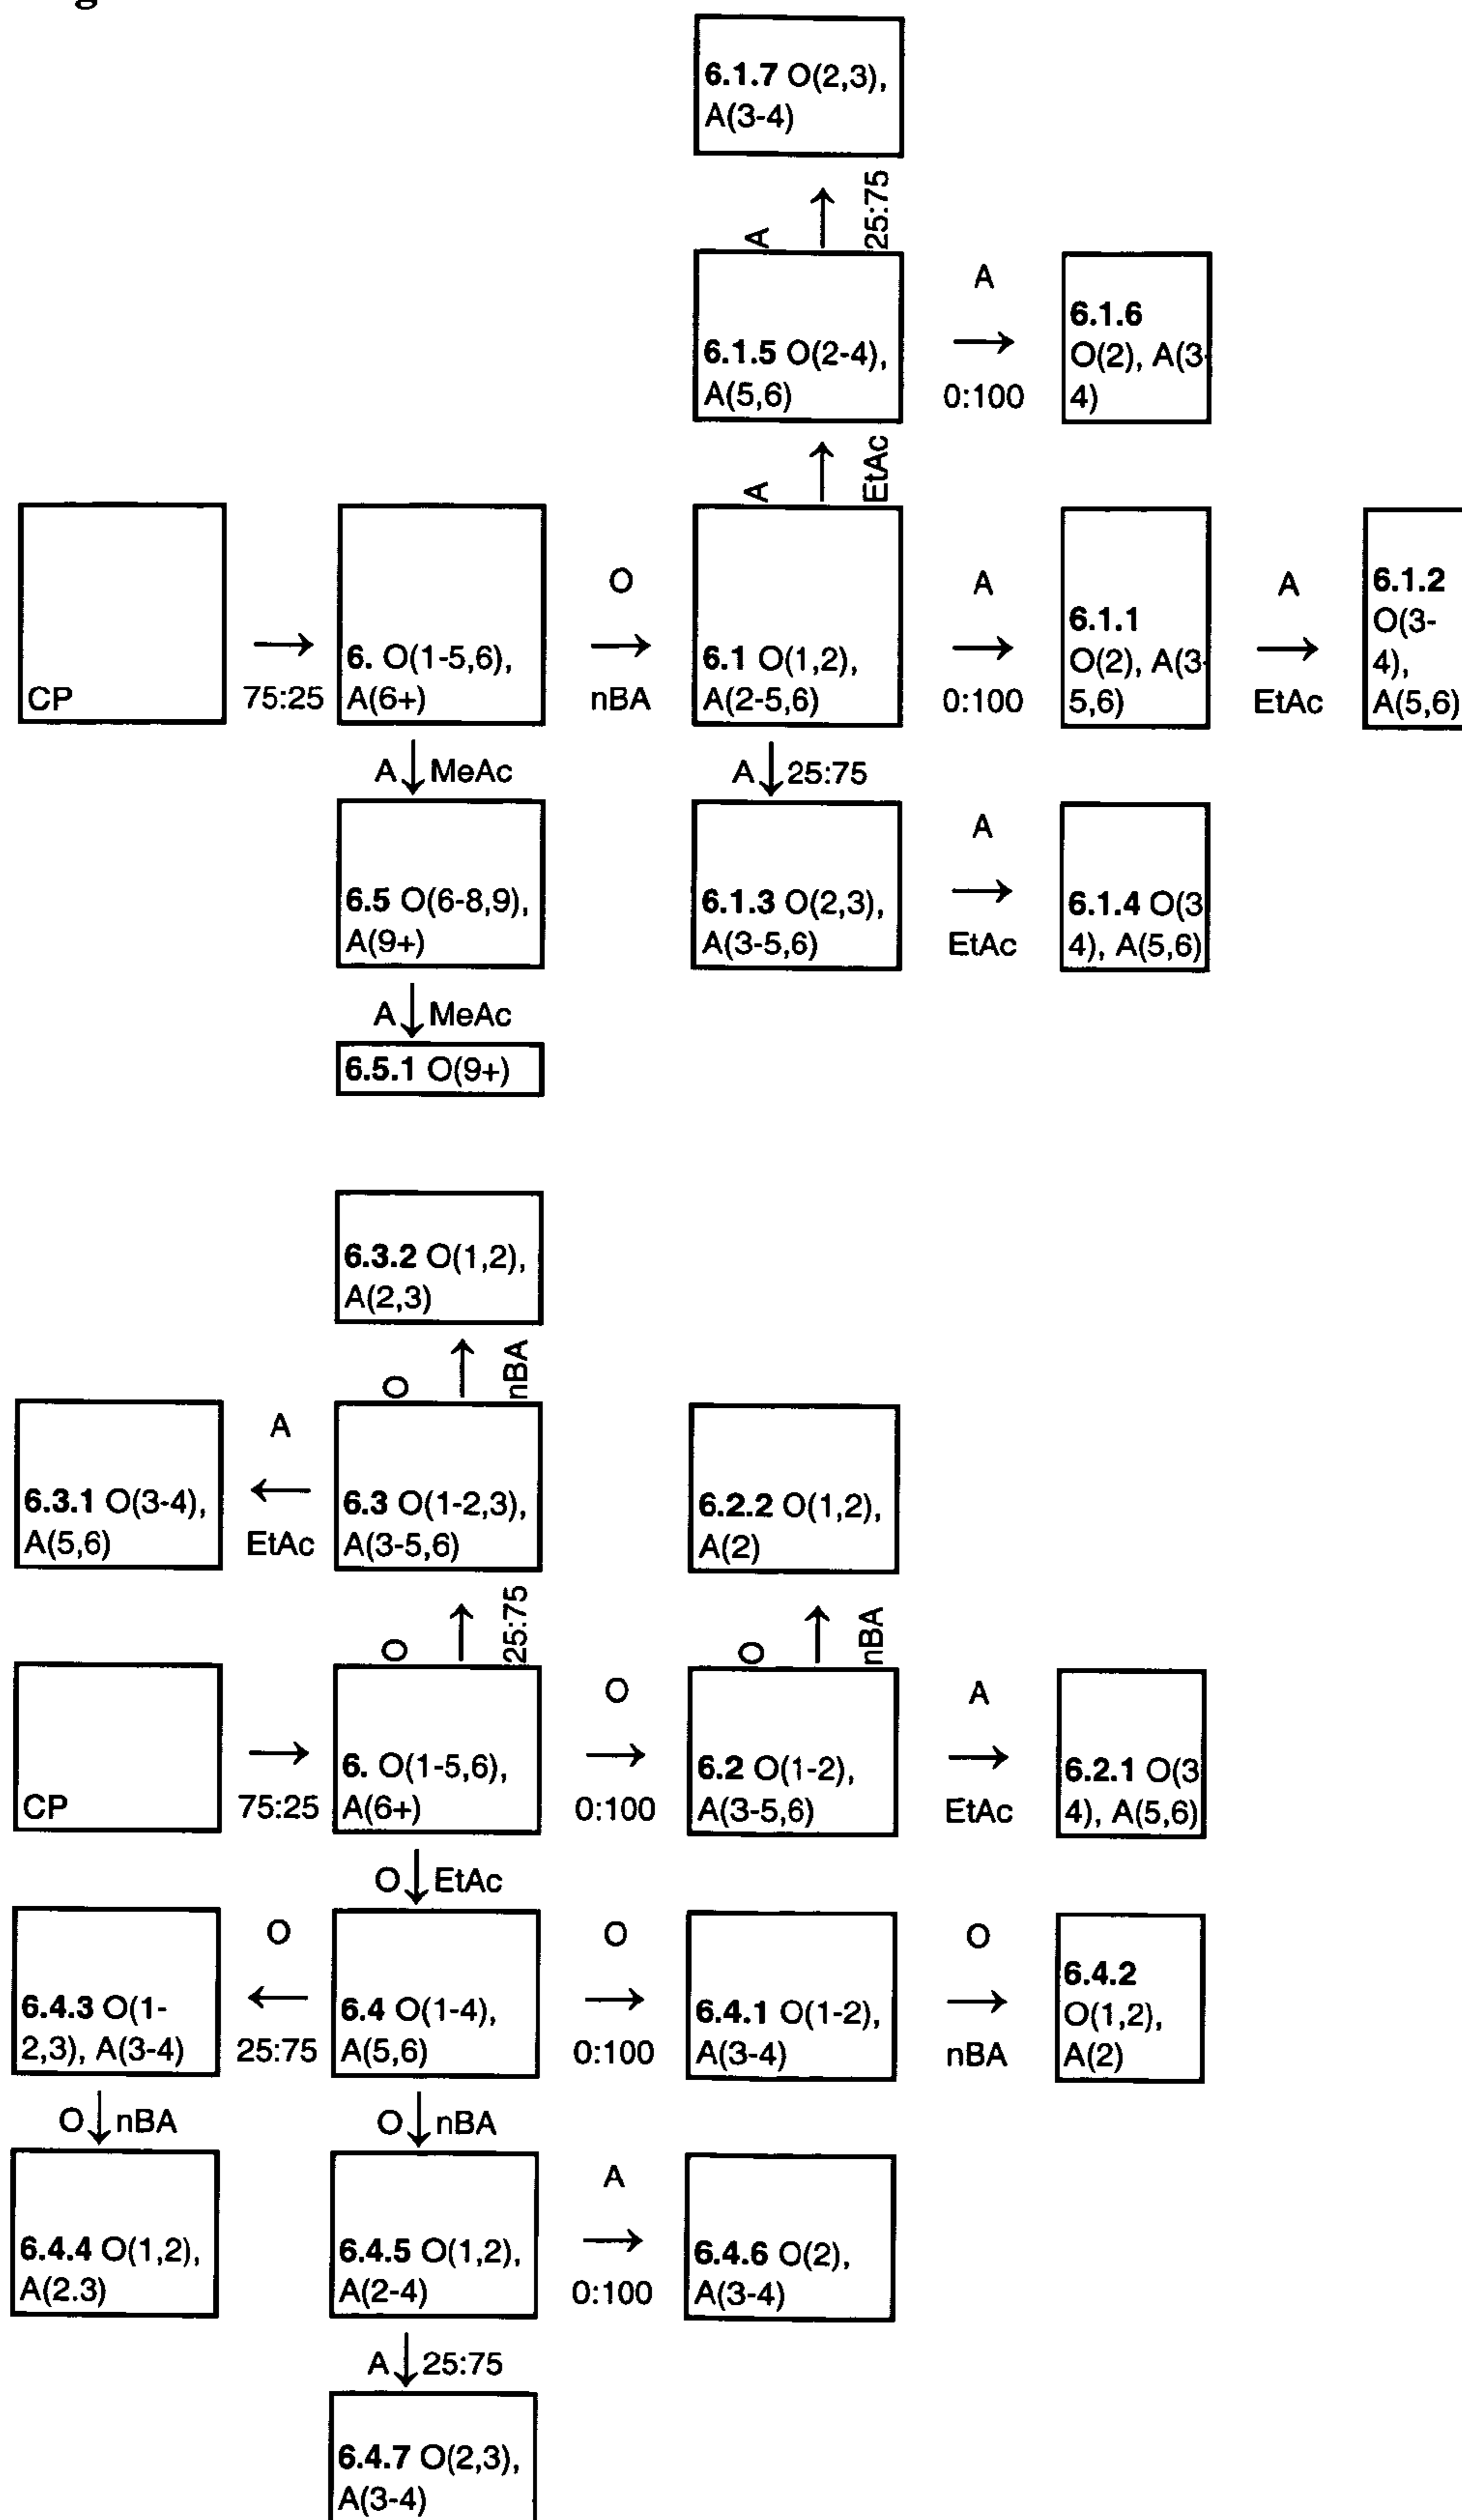 g
6.1.7 O(2,3),
A(3-4)
A
25:75
6.1.5 O(2-4),
A(5,6)
A
0:100
6.1.6
O(2), A(3-
4)
A
EtAc
CP
75:25
6. O(1-5,6),
A(6+)
O
nBA
6.1 O(1,2),
A(2-5,6)
A
0:100
6.1.1
O(2), A(3-
5,6)
A
EtAc
6.1.2
O(3-
4),
A(5,6)
A MeAc
A 25:75
6.5 O(6-8,9),
A(9+)
6.1.3 O(2,3),
A(3-5,6)
A
EtAc
6.1.4 O(3
4), A(5,6)
A MeAc
6.5.1 O(9+)
6.3.2 O(1,2),
A(2,3)
O
nBA
6.3.1 O(3-4),
A(5,6)
A
EtAc
6.3 O(1-2,3),
A(3-5,6)
6.2.2 O(1,2),
A(2)
O
25:75
O
nBA
CP
75:25
6. O(1-5,6),
A(6+)
O
0:100
6.2 O(1-2),
A(3-5,6)
A
EtAc
6.2.1 O(3
4), A(5,6)
O EtAc
6.4.3 O(1-
2,3), A(3-4)
O
25:75
6.4 O(1-4),
A(5,6)
O
0:100
6.4.1 O(1-2),
A(3-4)
O
nBA
6.4.2
O(1,2),
A(2)
O nBA
O nBA
6.4.4 O(1,2),
A(2.3)
6.4.5 O(1,2),
A(2-4)
A
0:100
6.4.6 O(2),
A(3-4)
A 25:75
6.4.7 O(2,3),
A(3-4)